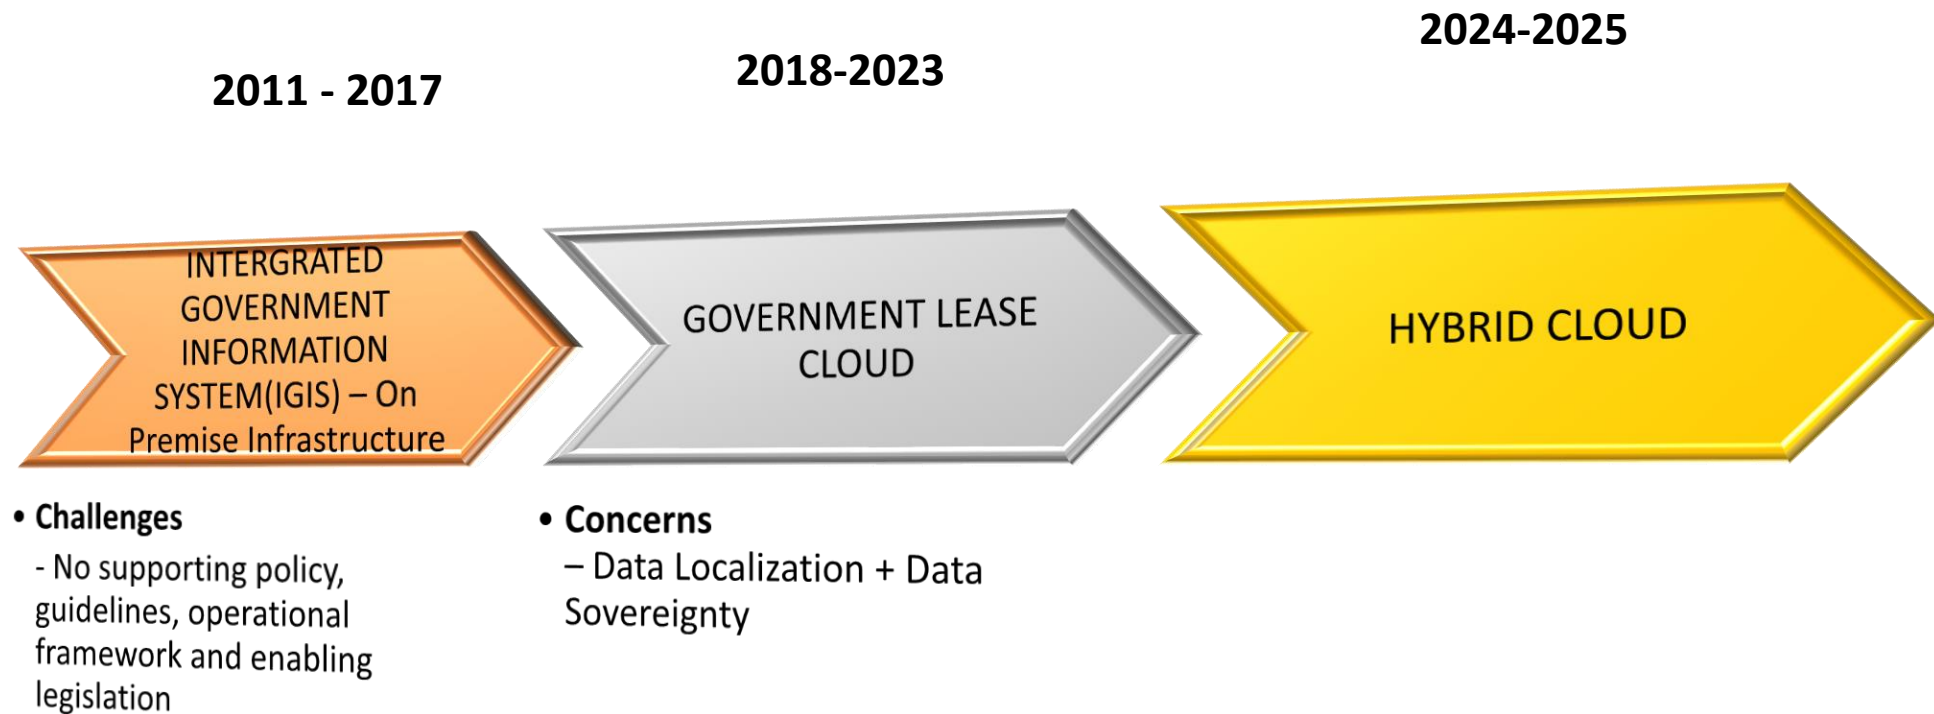 2011 - 2017
2018-2023
2024-2025
INTERGRATED
GOVERNMENT
INFORMATION
SYSTEM(IGIS) – On
Premise Infrastructure
GOVERNMENT LEASE
CLOUD
HYBRID CLOUD
• Challenges
- No supporting policy,
guidelines, operational
framework and enabling
legislation
• Concerns
– Data Localization + Data
Sovereignty